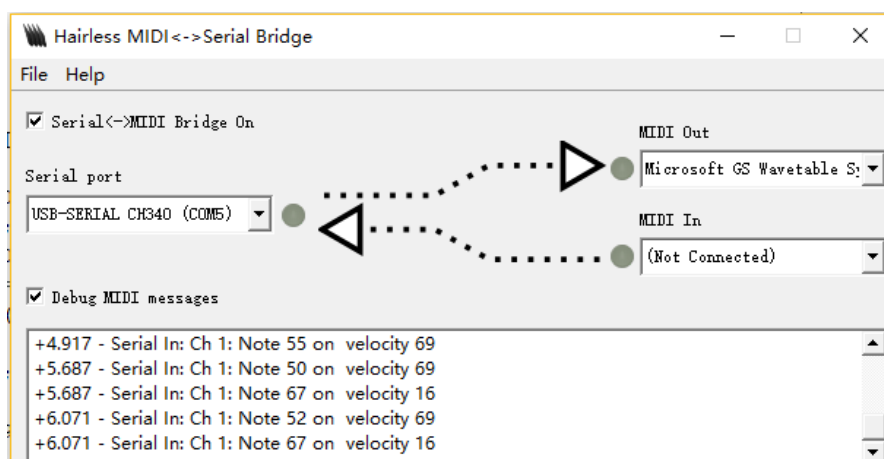 Hairless MIDI<->Serial Bridge
File Help
Serial<->MIDI Bridge On
MIDI Out
Microsoft GS Wavetable Sy
Serial port
USB-SERIAL CH340 (COM5)
MIDI In
(Not Connected)
Debug MIDI messages
+4.917 - Serial In: Ch 1: Note 55 on velocity 69
+5.687 - Serial In: Ch 1: Note 50 on velocity 69
+5.687 - Serial In: Ch 1: Note 67 on velocity 16
+6.071 - Serial In: Ch 1: Note 52 on velocity 69
+6.071 - Serial In: Ch 1: Note 67 on velocity 16